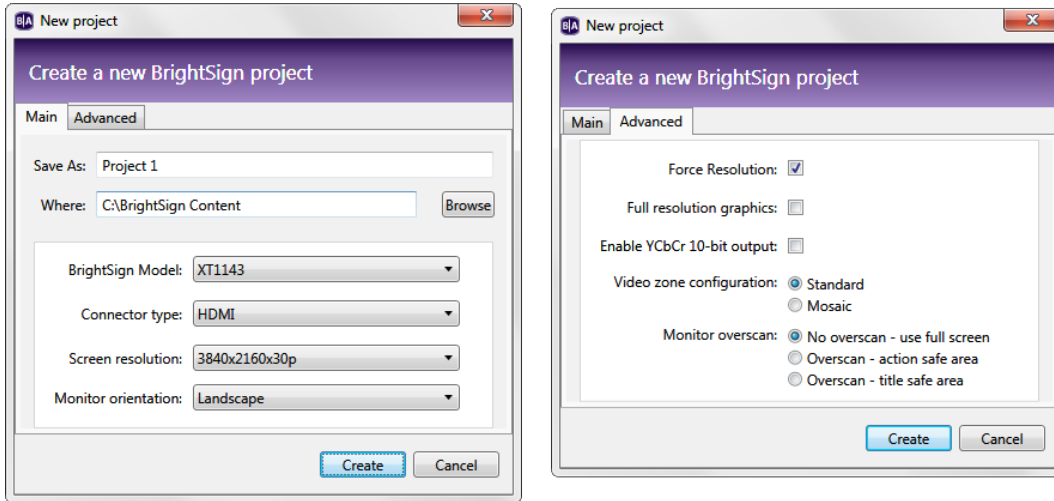 B|A New project
Create a new BrightSign project
Main Advanced
Save As: Project 1
Where: C:\BrightSign Content Browse
BrightSign Model: XT1143
Connector type: HDMI
Screen resolution: 3840x2160x30p
Monitor orientation: Landscape
Create Cancel
B|A New project
Create a new BrightSign project
Main Advanced
Force Resolution:
Full resolution graphics:
Enable YCbCr 10-bit output:
Video zone configuration: Standard
Mosaic
Monitor overscan: No overscan - use full screen
Overscan - action safe area
Overscan - title safe area
Create Cancel